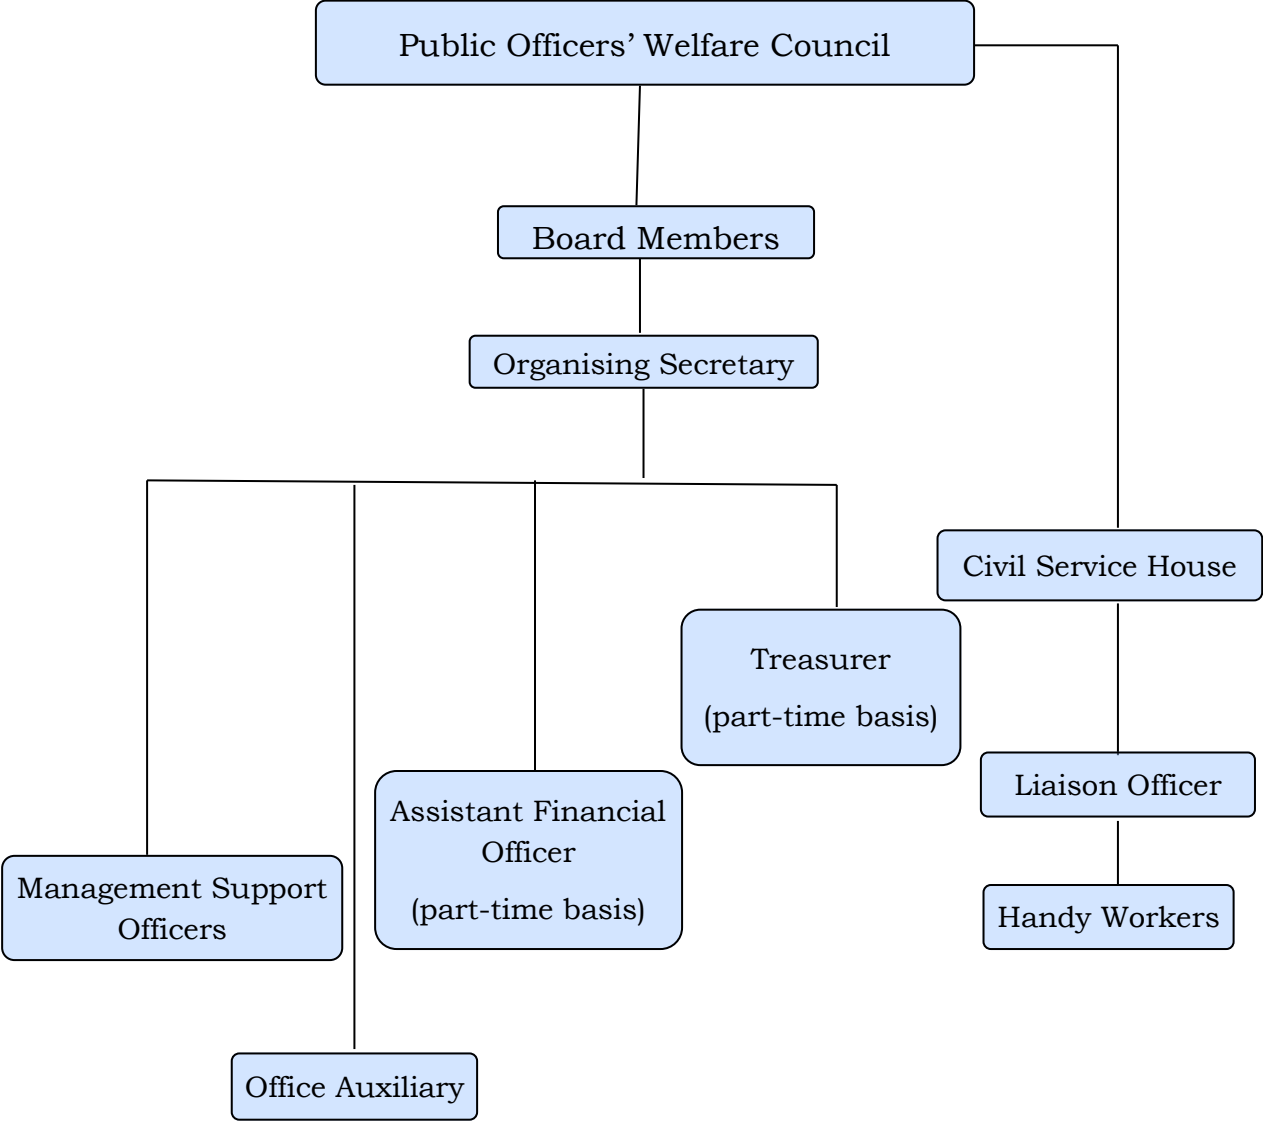 Public Officers’ Welfare Council
Board Members
Organising Secretary
Civil Service House
Treasurer
(part-time basis)
Liaison Officer
Assistant Financial
Officer
(part-time basis)
Management Support
Officers
Handy Workers
Office Auxiliary